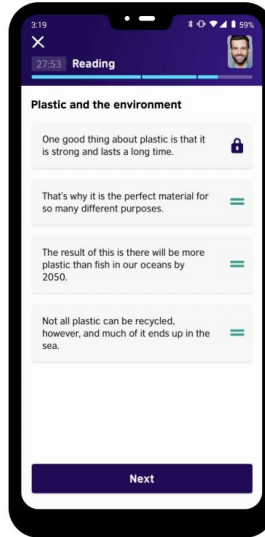 3:19
59%
27:53 Reading
Plastic and the environment
One good thing about plastic is that it
is strong and lasts a long time.
That's why it is the perfect material for
so many different purposes.
The result of this is there will be more
plastic than fish in our oceans by
2050.
Not all plastic can be recycled,
however, and much of it ends up in the
sea.
Next